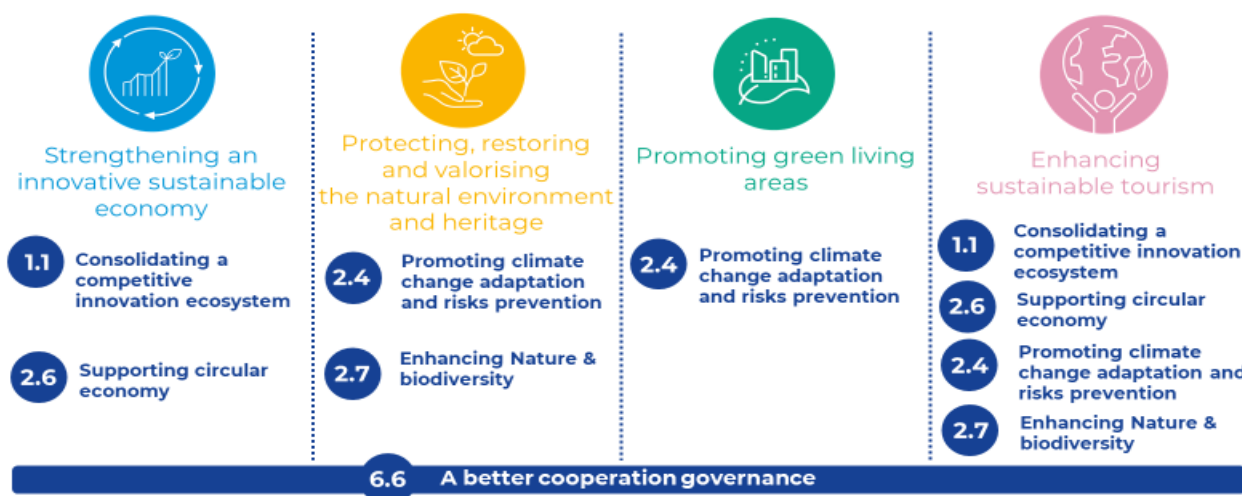 Strengthening an
innovative sustainable
economy
1.1
Consolidating a
competitive
innovation ecosystem
2.6
Supporting circular
economy
Protecting, restoring
and valorising
the natural environment
and heritage
2.4
Promoting climate
change adaptation
and risks prevention
2.7
Enhancing Nature &
biodiversity
Promoting green living
areas
2.4
Promoting climate
change adaptation
and risks prevention
Enhancing
sustainable tourism
1.1
Consolidating a
competitive innovation
ecosystem
2.6
Supporting circular
economy
2.4
Promoting climate
change adaptation and
risks prevention
2.7
Enhancing Nature &
biodiversity
6.6 A better cooperation governance